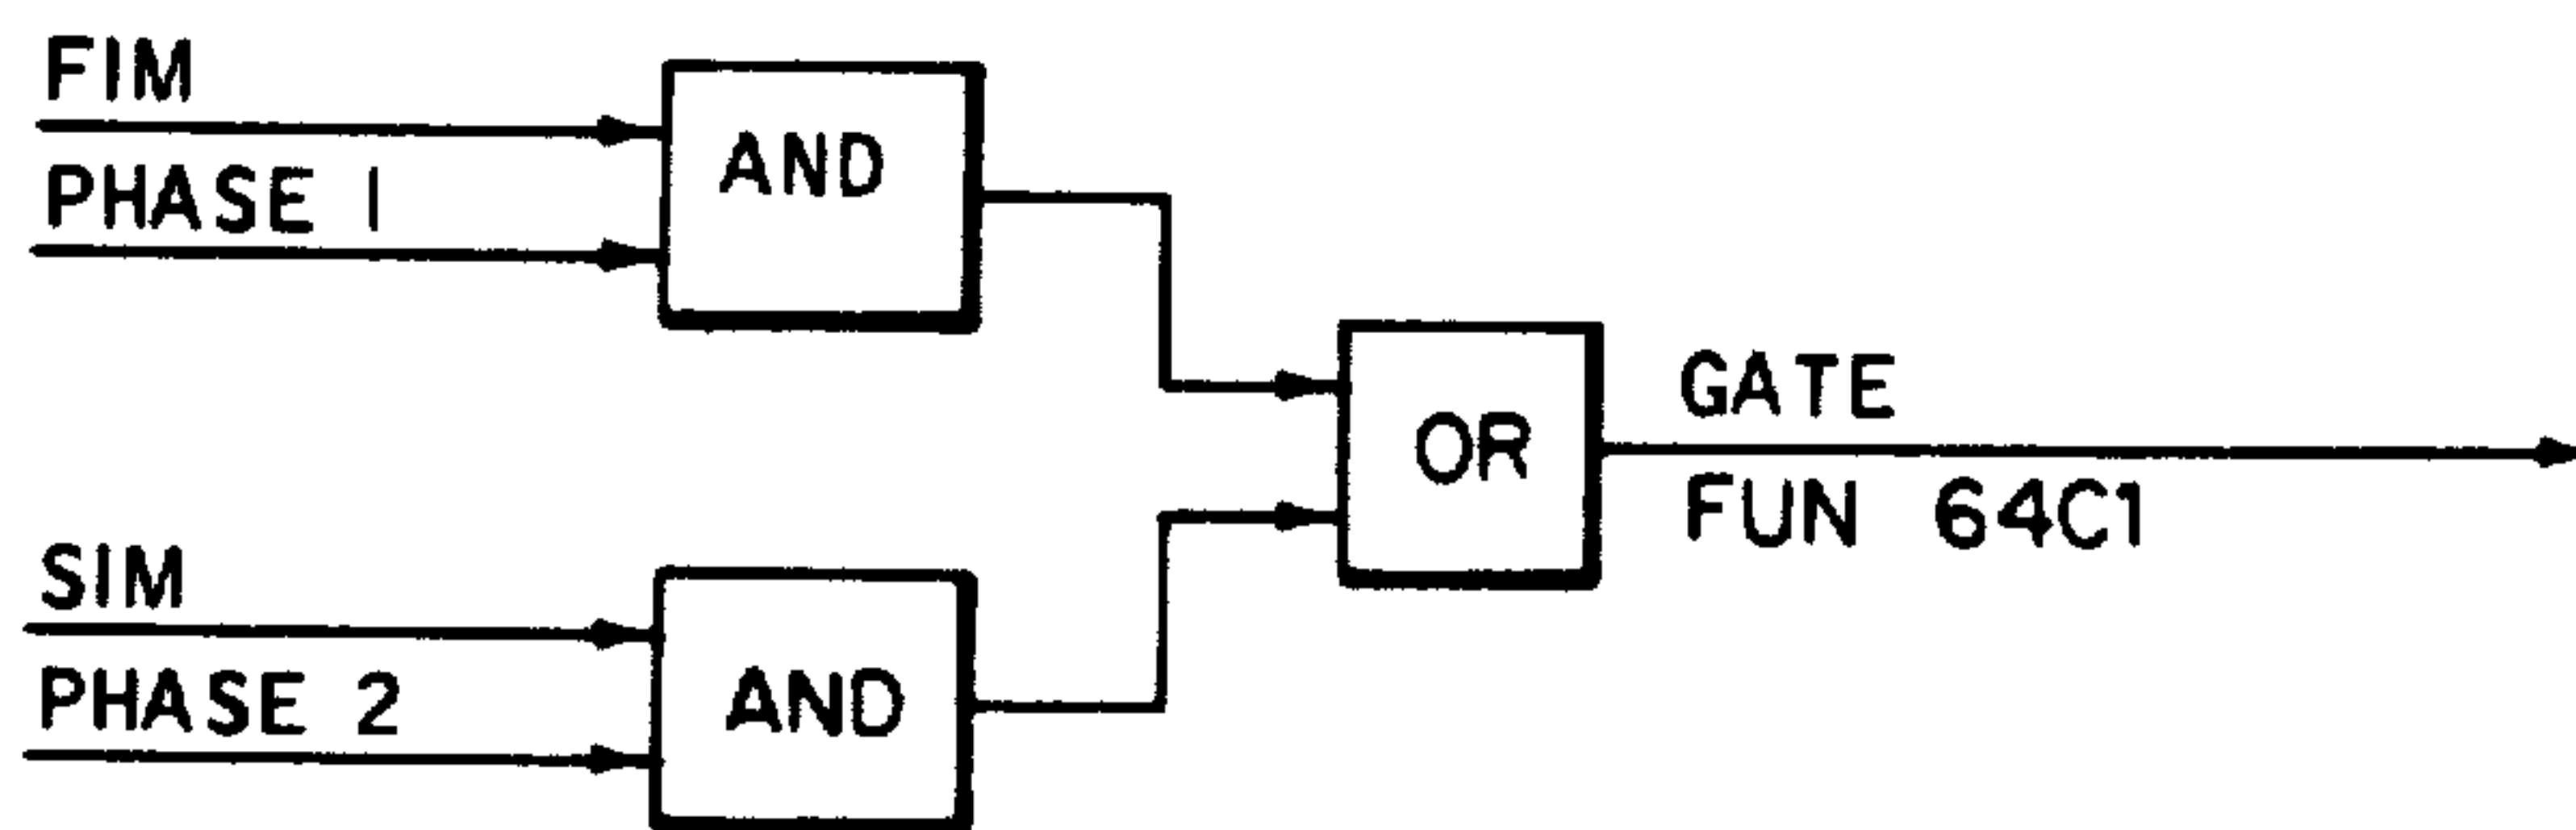 FIM
PHASE 1
AND
SIM
PHASE 2
AND
OR
GATE
FUN 64C1